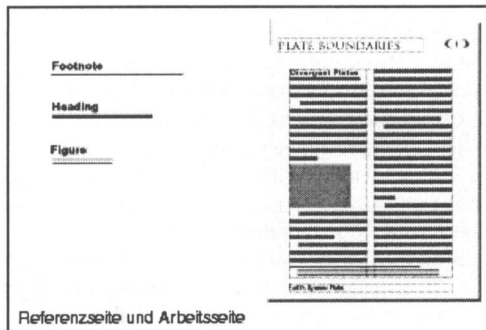 Footnote
Heading
Figure
PLATE BOUNDARIES
Divergent Plates
Referenzseite und Arbeitsseite